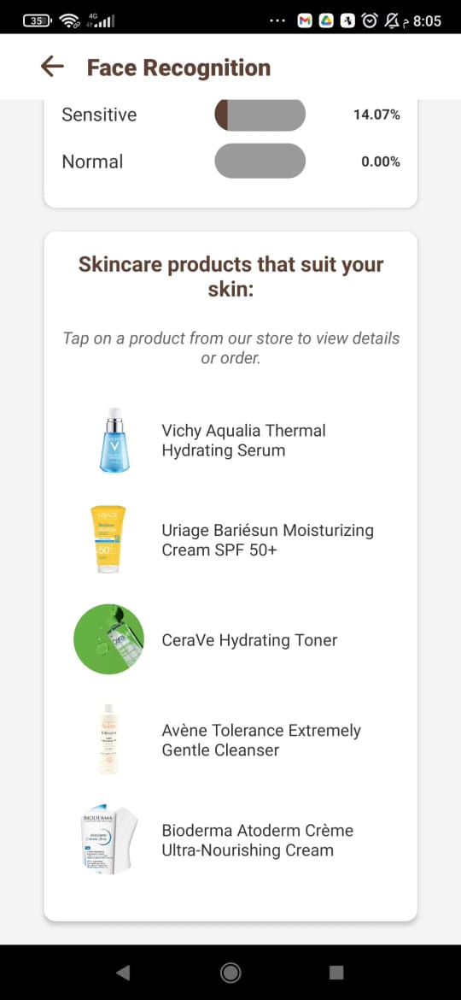 35 4G ... م 8:05
Face Recognition
Sensitive 14.07%
Normal 0.00%
Skincare products that suit your
skin:
Tap on a product from our store to view details
or order.
Vichy Aqualia Thermal
Hydrating Serum
Uriage Bariésun Moisturizing
Cream SPF 50+
50+
CeraVe Hydrating Toner
Avène Tolerance Extremely
Gentle Cleanser
BIODERMA
Bioderma Atoderm Crème
Ultra-Nourishing Cream